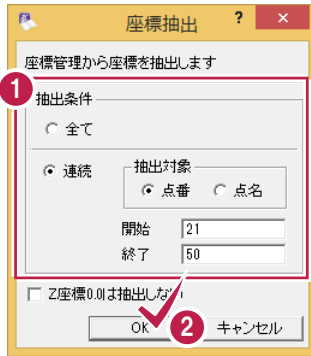 座標抽出 ? ×
座標管理から座標を抽出します
1
抽出条件
全て
連続
抽出対象
点番 点名
開始 21
終了 50
Z座標0.0は抽出しない
OK 2 キャンセル